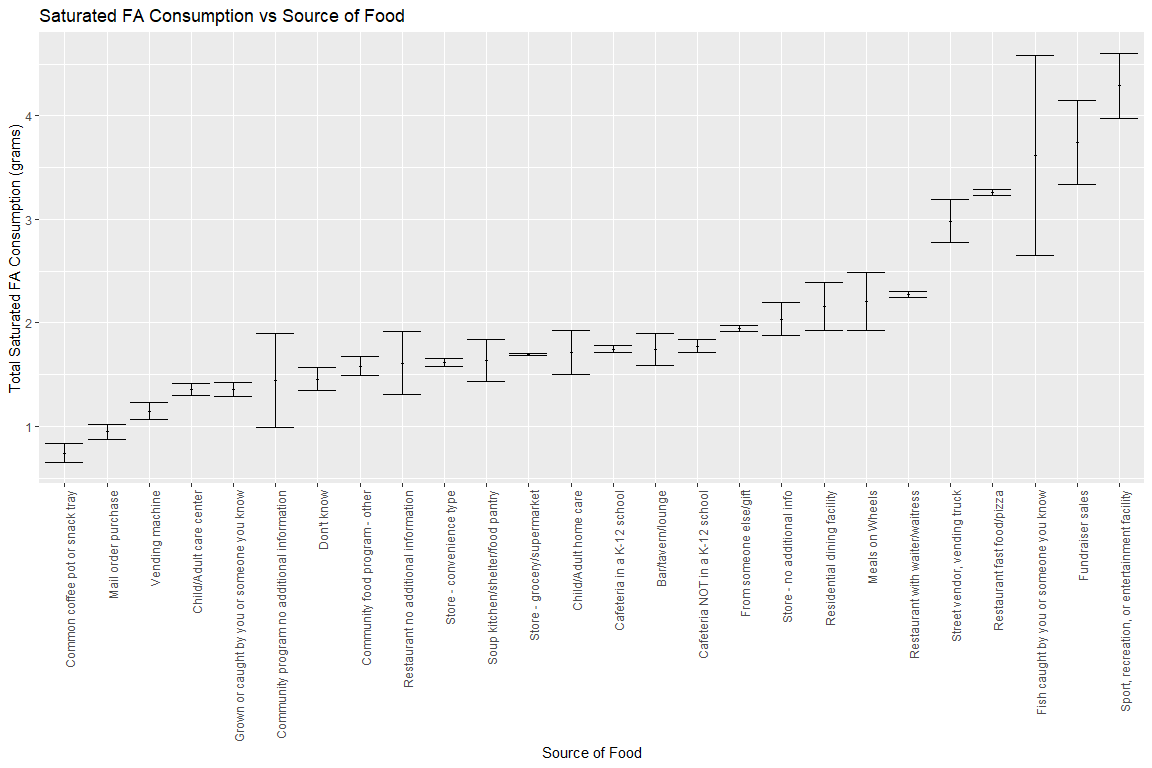 Saturated FA Consumption vs Source of Food
Total Saturated FA Consumption (grams)
4
3
2
1
Common coffee pot or snack tray
Mail order purchase
Vending machine
Child/Adult care center
Grown or caught by you or someone you know
Community program no additional information
Don't know
Community food program - other
Restaurant no additional information
Store - convenience type
Soup kitchen/shelter/food pantry
Store - grocery/supermarket
Child/Adult home care
Cafeteria in a K-12 school
Bar/tavern/lounge
Cafeteria NOT in a K-12 school
From someone else/gift
Store - no additional info
Residential dining facility
Meals on Wheels
Restaurant with waiter/waitress
Street vendor, vending truck
Restaurant fast food/pizza
Fish caught by you or someone you know
Fundraiser sales
Sport, recreation, or entertainment facility
Source of Food